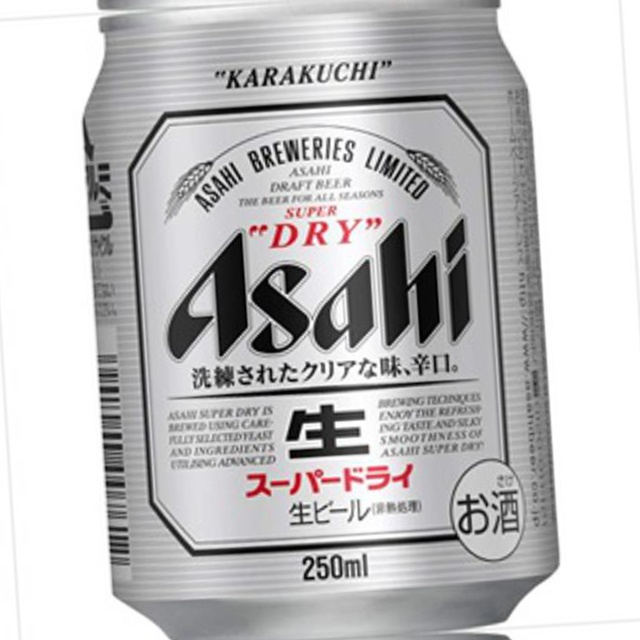 "KARAKUCHI"
ASAHI BREWERIES LIMITED
ASAHI
DRAFT BEER
THE BEER FOR ALL SEASONS
SUPER
"DRY"
Asahi
洗練されたクリアな味、辛口。
ASAHI SUPER DRY IS
BREWED USING CARE-
FULLY SELECTED YEAST
AND INGREDIENTS
UTILISING ADVANCED
生
BREWING TECHNIQUES.
ENJOY THE REFRESH-
ING TASTE AND SILKY
SMOOTHNESS OF
ASAHI SUPER DRY!
スーパードライ
生ビール(非熱処理)
さけ
お酒
250ml